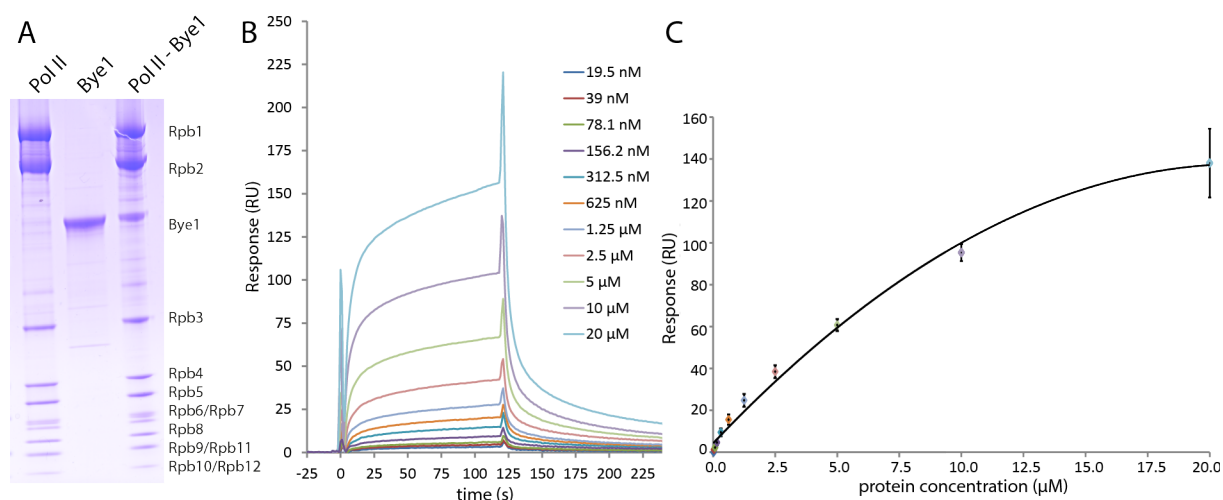 A
Pol II
Bye1
Pol II - Bye1
Rpb1
Rpb2
Bye1
Rpb3
Rpb4
Rpb5
Rpb6/Rpb7
Rpb8
Rpb9/Rpb11
Rpb10/Rpb12
B
250
225
200
175
150
125
100
75
50
25
0
Response (RU)
-25
0
25
50
75
100
125
150
175
200
225
time (s)
19.5 nM
39 nM
78.1 nM
156.2 nM
312.5 nM
625 nM
1.25 µM
2.5 µM
5 µM
10 µM
20 µM
C
160
140
120
100
80
60
40
20
0
Response (RU)
0.0
2.5
5.0
7.5
10.0
12.5
15.0
17.5
20.0
protein concentration (µM)